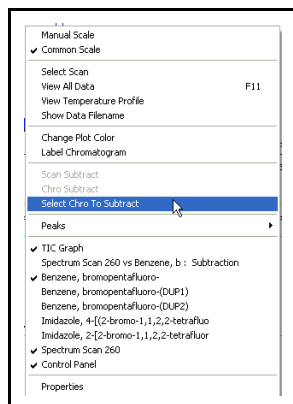 Manual Scale
Common Scale
Select Scan
View All Data F11
View Temperature Profile
Show Data Filename
Change Plot Color
Label Chromatogram
Scan Subtract
Chro Subtract
Select Chro To Subtract
Peaks
TIC Graph
Spectrum Scan 260 vs Benzene, b : Subtraction
Benzene, bromopentafluoro-
Benzene, bromopentafluoro-(DUP1)
Benzene, bromopentafluoro-(DUP2)
Imidazole, 4-[(2-bromo-1,1,2,2-tetrafluo
Imidazole, 2-[2-bromo-1,1,2,2-tetrafluor
Spectrum Scan 260
Control Panel
Properties